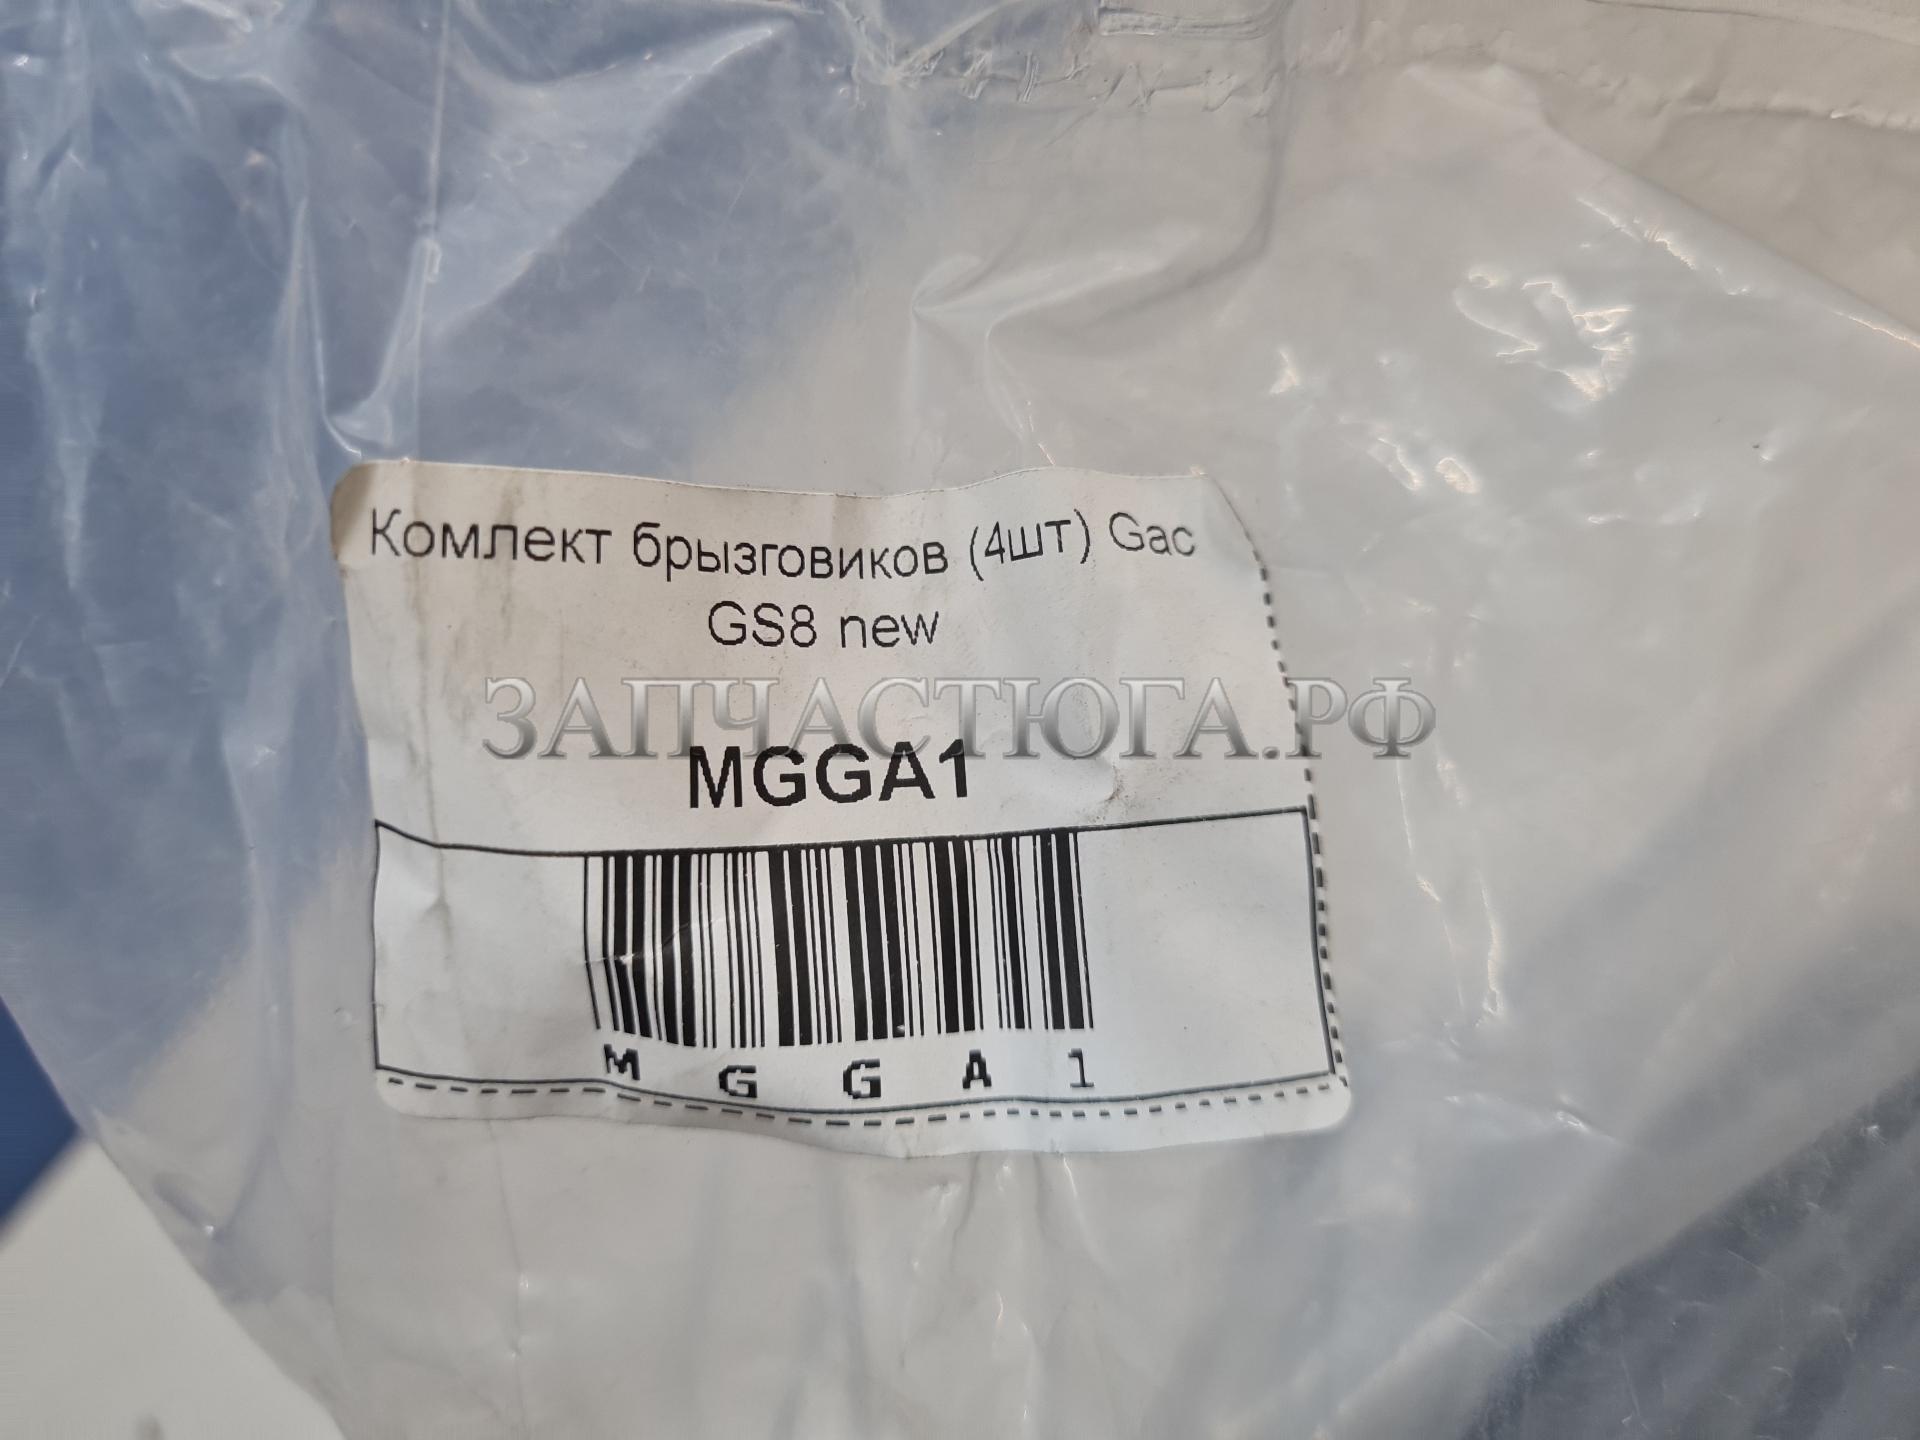 Комлект брызговиков (4шт) Gac
GS8 new
ЗАПЧАСТЮГА.РФ
MGGA1
M G G A 1